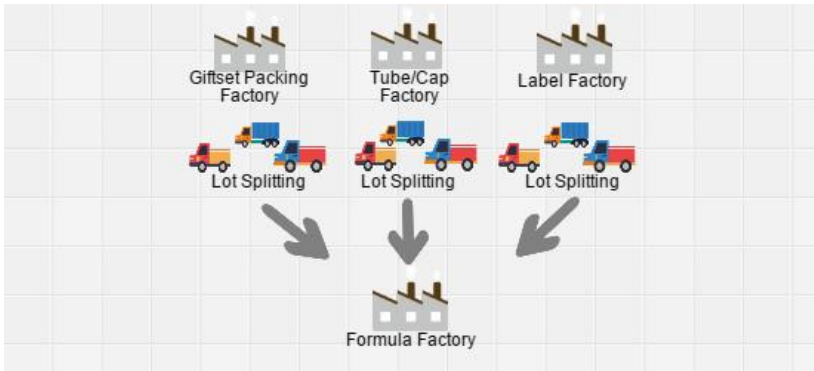 Giftset Packing
Factory
Tube/Cap
Factory
Label Factory
Lot Splitting
Lot Splitting
Lot Splitting
Formula Factory